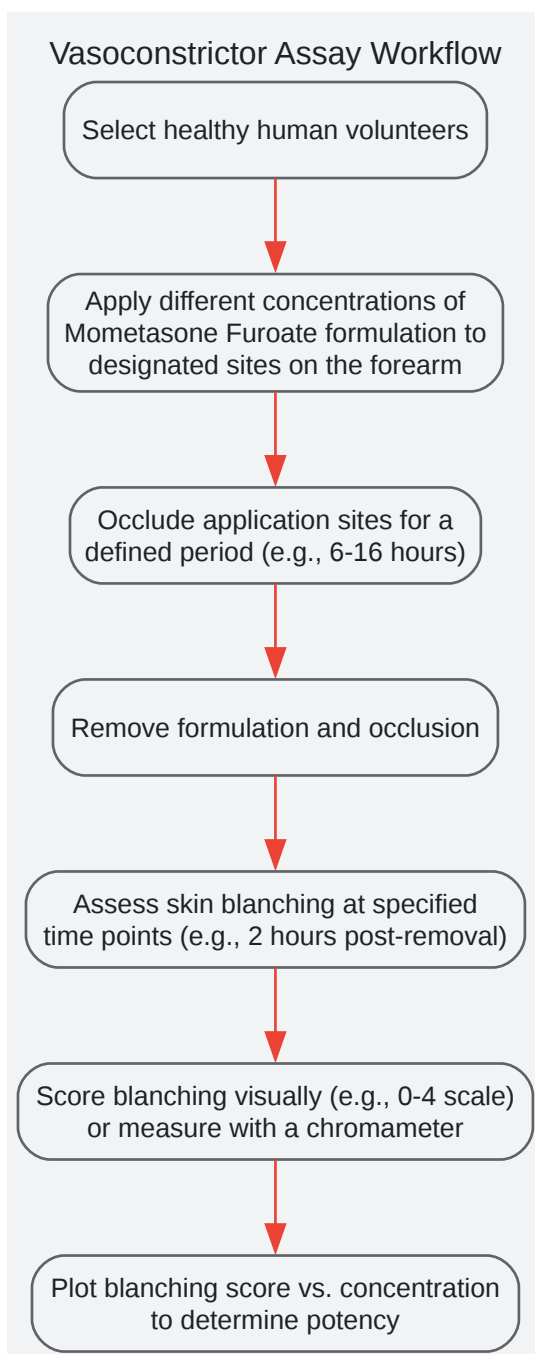 Vasoconstrictor Assay Workflow
Select healthy human volunteers
Apply different concentrations of
Mometasone Furoate formulation to
designated sites on the forearm
Occlude application sites for a
defined period (e.g., 6-16 hours)
Remove formulation and occlusion
Assess skin blanching at specified
time points (e.g., 2 hours post-removal)
Score blanching visually (e.g., 0-4 scale)
or measure with a chromameter
Plot blanching score vs. concentration
to determine potency